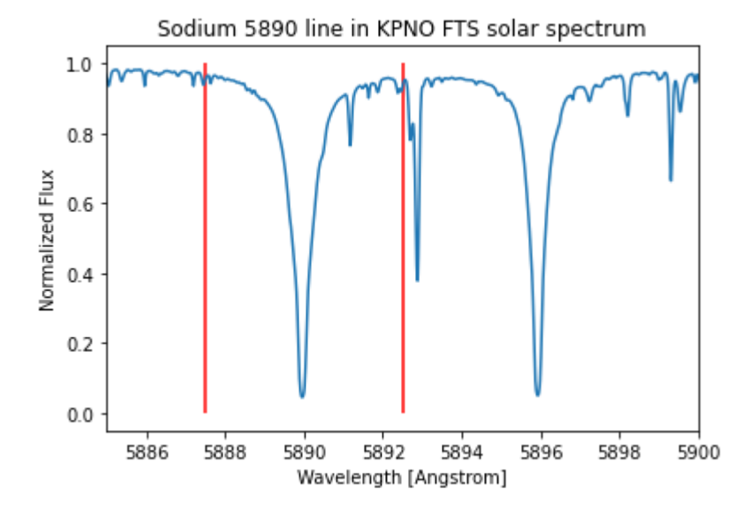 Sodium 5890 line in KPNO FTS solar spectrum
1.0
0.8
0.6
0.4
0.2
0.0
Normalized Flux
5886 5888 5890 5892 5894 5896 5898 5900
Wavelength [Angstrom]